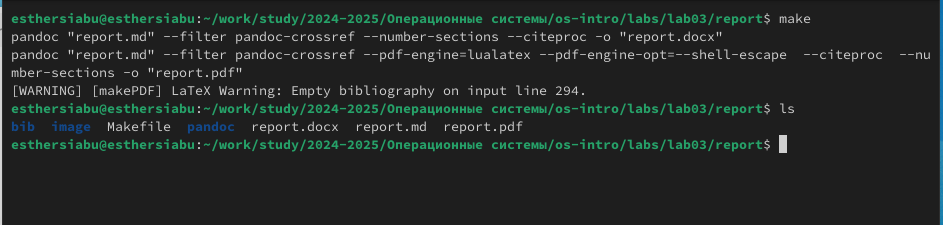 esthersiabu@esthersiabu:~/work/study/2024-2025/Операционные системы/os-intro/labs/lab03/report$ make
pandoc "report.md" --filter pandoc-crossref --number-sections --citeproc -o "report.docx"
pandoc "report.md" --filter pandoc-crossref --pdf-engine=lualatex --pdf-engine-opt=--shell-escape  --citeproc  --nu
mber-sections -o "report.pdf"
[WARNING] [makePDF] LaTeX Warning: Empty bibliography on input line 294.
esthersiabu@esthersiabu:~/work/study/2024-2025/Операционные системы/os-intro/labs/lab03/report$ ls
bib  image  Makefile  pandoc  report.docx  report.md  report.pdf
esthersiabu@esthersiabu:~/work/study/2024-2025/Операционные системы/os-intro/labs/lab03/report$